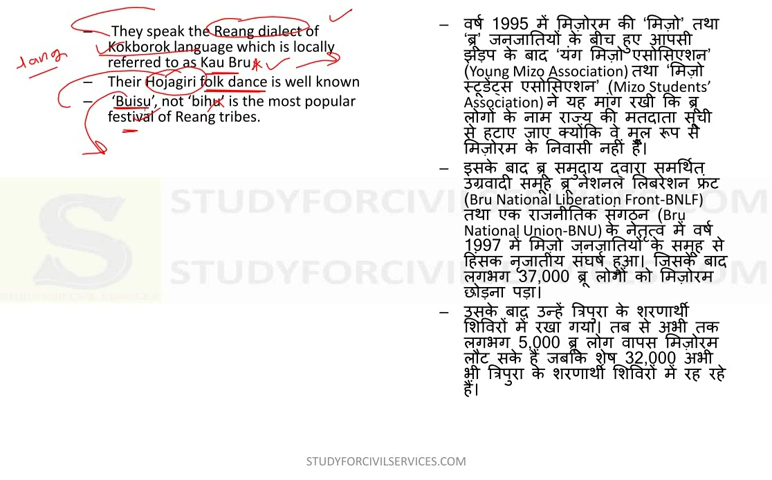 – They speak the Reang dialect of
Kokborok language which is locally
referred to as Kau Bru
lang
– Their Hojagiri folk dance is well known
– ‘Buisu’, not ‘bihu’ is the most popular
festival of Reang tribes.
– वर्ष 1995 में मिज़ोरम की ‘मिज़ो’ तथा
‘ब्रू’ जनजातियों के बीच हुए आपसी
झड़प के बाद ‘यंग मिज़ो एसोसिएशन’
(Young Mizo Association) तथा ‘मिज़ो
स्टूडेंट्स एसोसिएशन’ (Mizo Students’
Association) ने यह मांग रखी कि ब्रू
लोगों के नाम राज्य की मतदाता सूची
से हटाए जाए क्योंकि वे मूल रूप से
मिज़ोरम के निवासी नहीं हैं।
– इसके बाद ब्रू समुदाय द्वारा समर्थित
उग्रवादी समूह ब्रू नेशनल लिबरेशन फ्रंट
(Bru National Liberation Front-BNLF)
तथा एक राजनीतिक संगठन (Bru
National Union-BNU) के नेतृत्व में वर्ष
1997 में मिज़ो जनजातियों के समूह से
हिंसक नृजातीय संघर्ष हुआ। जिसके बाद
लगभग 37,000 ब्रू लोगों को मिज़ोरम
छोड़ना पड़ा।
– उसके बाद उन्हें त्रिपुरा के शरणार्थी
शिविरों में रखा गया। तब से अभी तक
लगभग 5,000 ब्रू लोग वापस मिज़ोरम
लौट सके हैं जबकि शेष 32,000 अभी
भी त्रिपुरा के शरणार्थी शिविरों में रह रहे
हैं।
STUDYFORCIVILSERVICES.COM